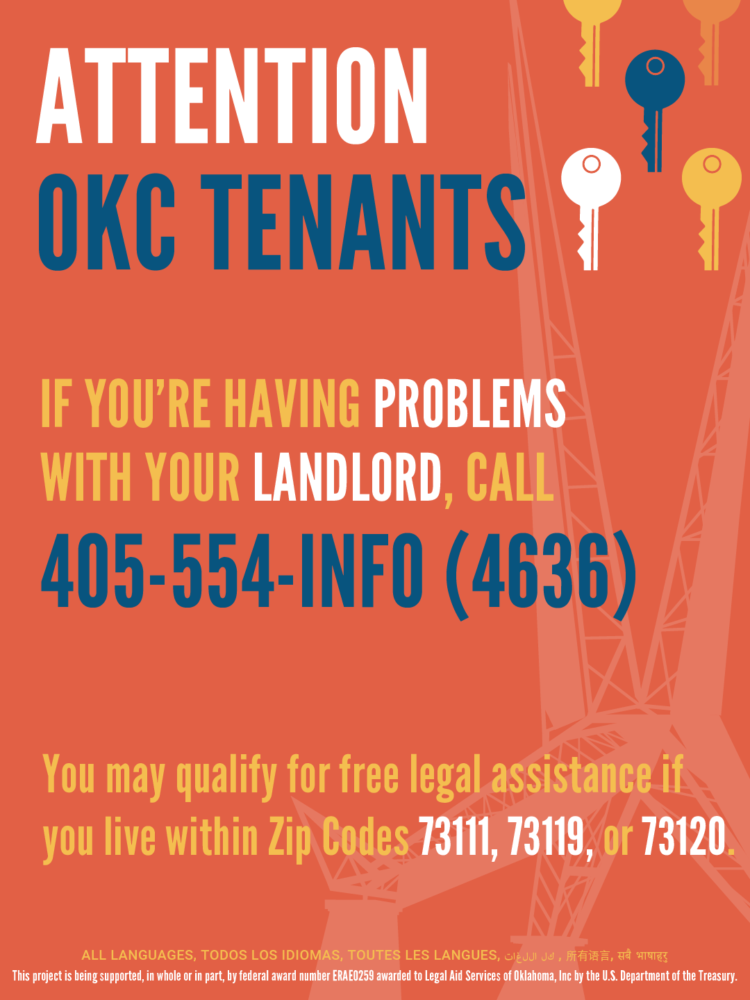 ATTENTION
OKC TENANTS
IF YOU'RE HAVING PROBLEMS
WITH YOUR LANDLORD, CALL
405-554-INFO (4636)
You may qualify for free legal assistance if
you live within Zip Codes 73111, 73119, or 73120.
ALL LANGUAGES, TODOS LOS IDIOMAS, TOUTES LES LANGUES, كل اللغات , 所有语言, सबै भाषाहरु
This project is being supported, in whole or in part, by federal award number ERAE0259 awarded to Legal Aid Services of Oklahoma, Inc by the U.S. Department of the Treasury.